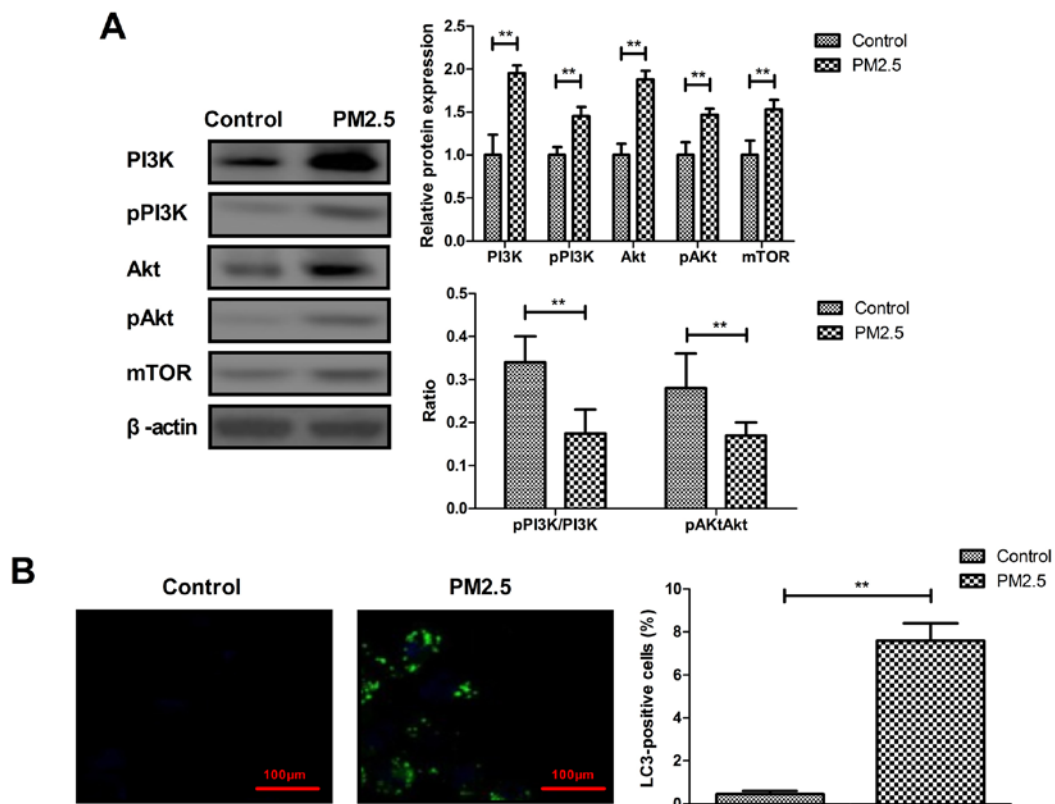 A
Control PM2.5
PI3K
pPI3K
Akt
pAkt
mTOR
β -actin
Relative protein expression
2.5
2.0
1.5
1.0
0.5
0.0
** ** ** ** **
PI3K pPI3K Akt pAKt mTOR
Control
PM2.5
Ratio
0.5
0.4
0.3
0.2
0.1
0.0
** **
pPI3K/PI3K pAKtAkt
Control
PM2.5
B
Control PM2.5
100μm 100μm
LC3-positive cells (%)
10
8
6
4
2
0
**
Control
PM2.5